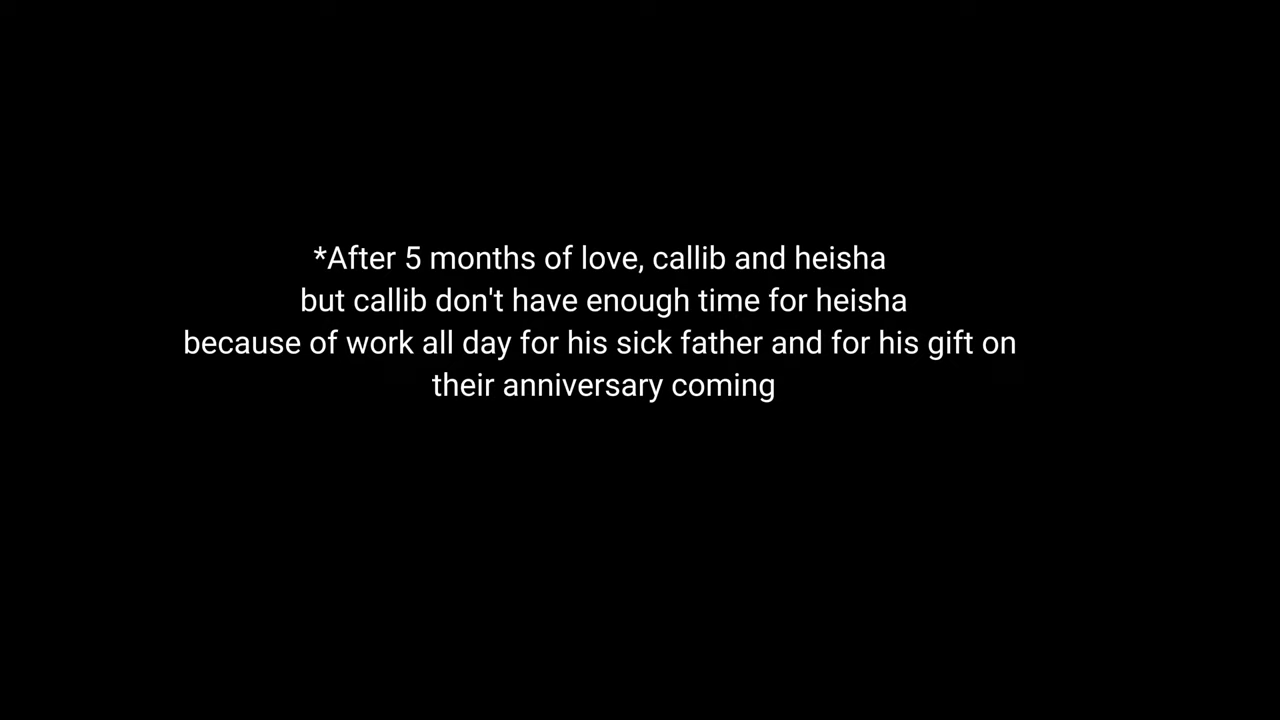 *After 5 months of love, callib and heisha
but callib don't have enough time for heisha
because of work all day for his sick father and for his gift on
their anniversary coming